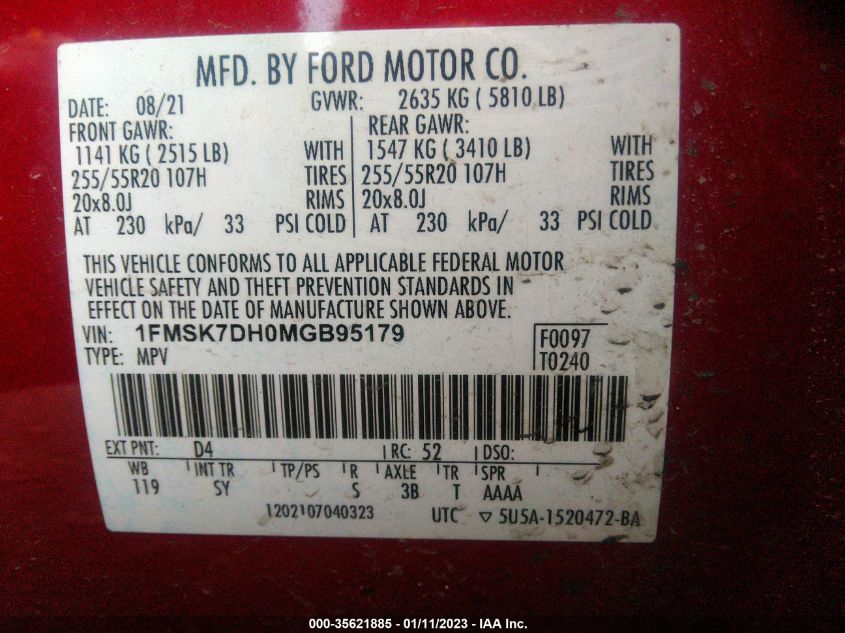 MFD. BY FORD MOTOR CO.
DATE: 08/21 GVWR: 2635 KG ( 5810 LB)
FRONT GAWR: REAR GAWR:
1141 KG ( 2515 LB) WITH 1547 KG ( 3410 LB) WITH
255/55R20 107H TIRES 255/55R20 107H TIRES
20x8.0J RIMS 20x8.0J RIMS
AT 230 kPa/ 33 PSI COLD AT 230 kPa/ 33 PSI COLD
THIS VEHICLE CONFORMS TO ALL APPLICABLE FEDERAL MOTOR
VEHICLE SAFETY AND THEFT PREVENTION STANDARDS IN
EFFECT ON THE DATE OF MANUFACTURE SHOWN ABOVE.
VIN: 1FMSK7DH0MGB95179 F0097
TYPE: MPV T0240
EXT PNT: D4 RC: 52 DSO:
WB INT TR TP/PS R AXLE TR SPR
119 SY S 3B T AAAA
1202107040323 UTC ▽ 5U5A-1520472-BA
000-35621885 - 01/11/2023 - IAA Inc.